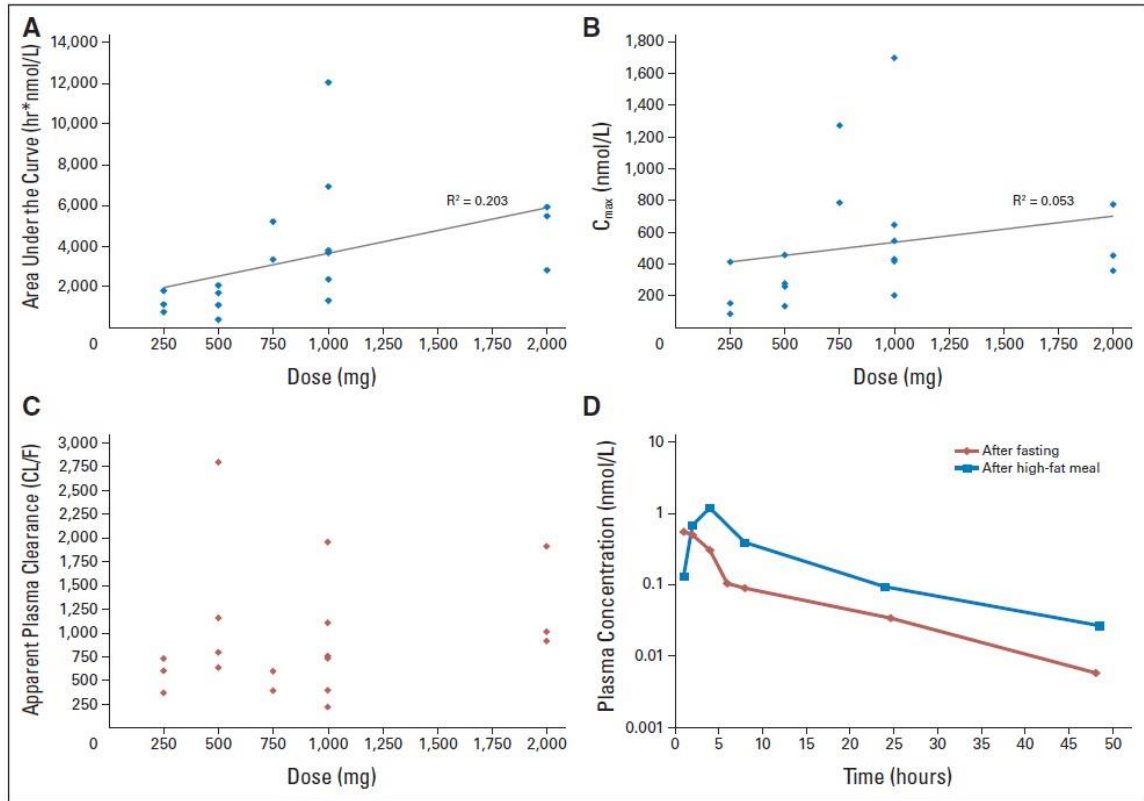 A
14,000
12,000
10,000
8,000
6,000
4,000
2,000
0
250 500 750 1,000 1,250 1,500 1,750 2,000
Area Under the Curve (hr*nmol/L)
R² = 0.203
Dose (mg)
B
1,800
1,600
1,400
1,200
1,000
800
600
400
200
0
250 500 750 1,000 1,250 1,500 1,750 2,000
Cmax (nmol/L)
R² = 0.053
Dose (mg)
C
3,000
2,750
2,500
2,250
2,000
1,750
1,500
1,250
1,000
750
500
250
0
250 500 750 1,000 1,250 1,500 1,750 2,000
Apparent Plasma Clearance (CL/F)
Dose (mg)
D
10
1
0.1
0.01
0.001
0 5 10 15 20 25 30 35 40 45 50
Plasma Concentration (nmol/L)
After fasting
After high-fat meal
Time (hours)